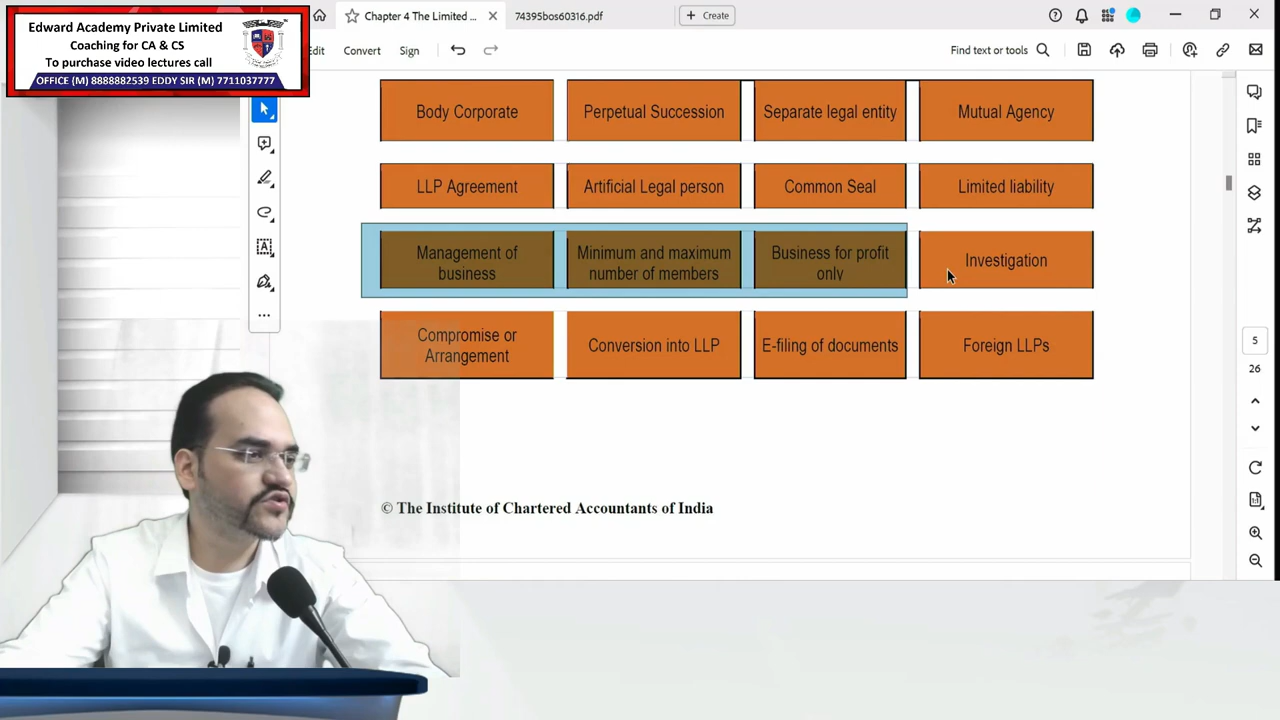 Edward Academy Private Limited
Coaching for CA & CS
To purchase video lectures call
OFFICE (M) 8888882539 EDDY SIR (M) 7711037777
Chapter 4 The Limited ...
74395bos60316.pdf
Create
Edit Convert Sign
Find text or tools
Body Corporate
Perpetual Succession
Separate legal entity
Mutual Agency
LLP Agreement
Artificial Legal person
Common Seal
Limited liability
Management of
business
Minimum and maximum
number of members
Business for profit
only
Investigation
Compromise or
Arrangement
Conversion into LLP
E-filing of documents
Foreign LLPs
5
26
© The Institute of Chartered Accountants of India